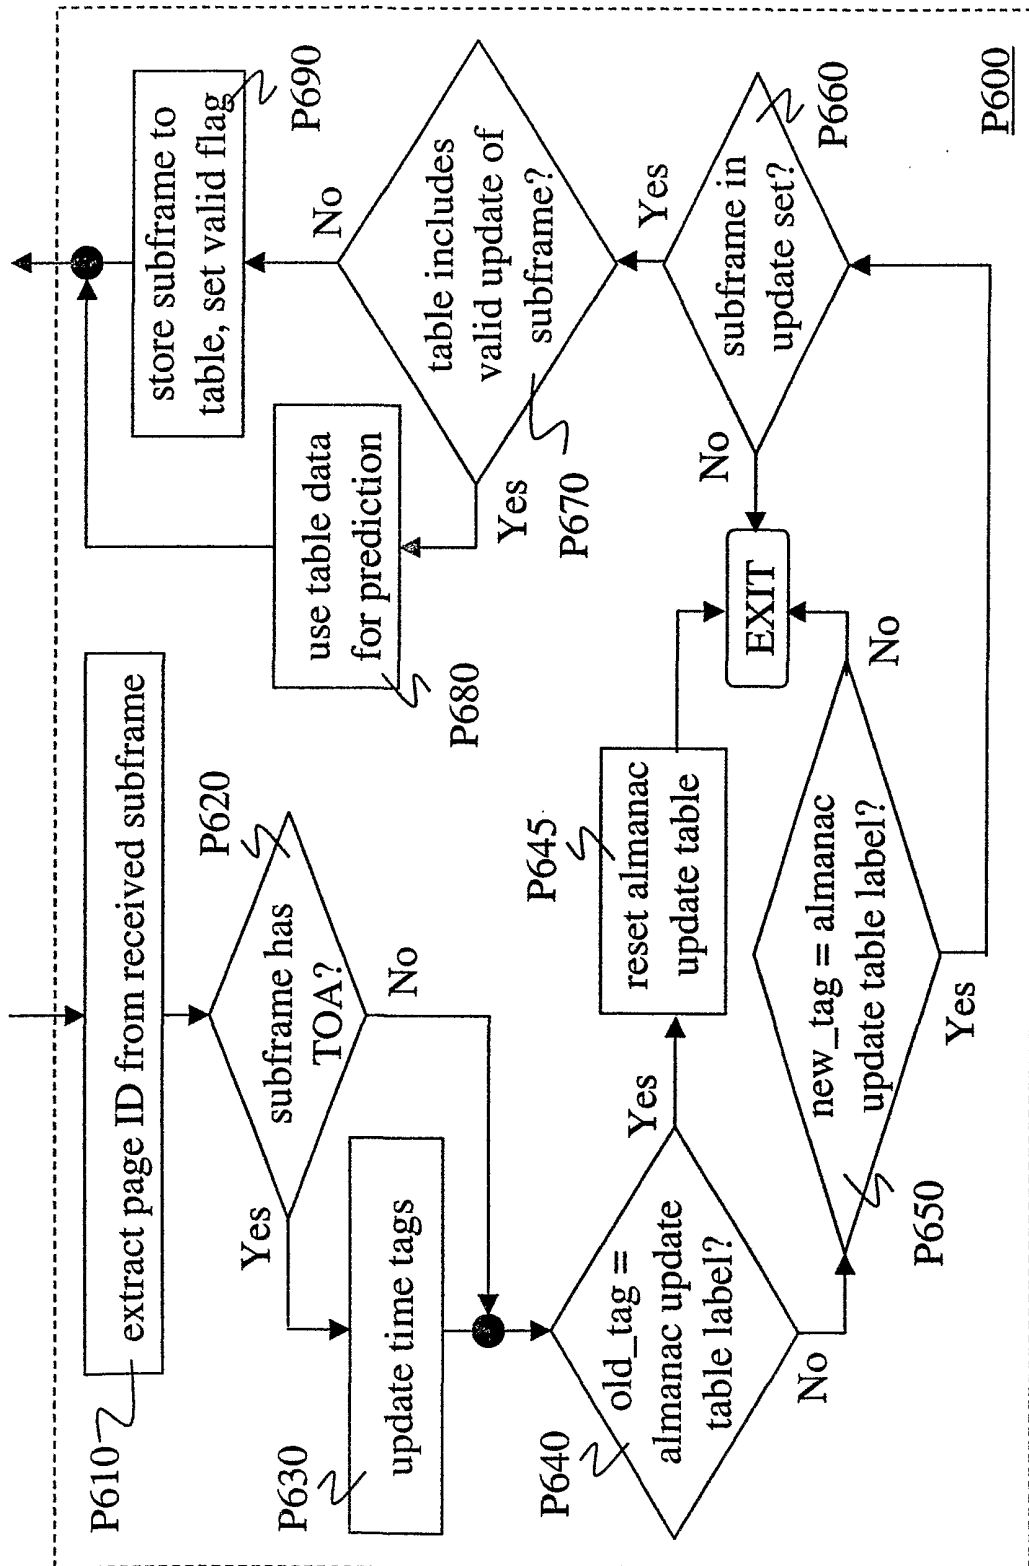 P610
extract page ID from received subframe
P620
subframe has
TOA?
Yes
No
P630
update time tags
P640
old_tag =
almanac update
table label?
Yes
No
P645
reset almanac
update table
P650
new_tag = almanac
update table label?
No
Yes
EXIT
P660
subframe in
update set?
No
Yes
P670
table includes
valid update of
subframe?
Yes
No
P680
use table data
for prediction
P690
store subframe to
table, set valid flag
P600